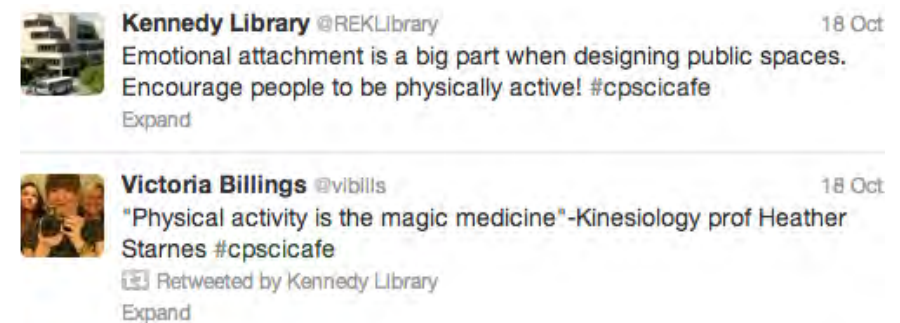 Kennedy Library @REKLibrary 18 Oct
Emotional attachment is a big part when designing public spaces.
Encourage people to be physically active! #cpscicafe
Expand
Victoria Billings @vibills 18 Oct
"Physical activity is the magic medicine"-Kinesiology prof Heather
Starnes #cpscicafe
Retweeted by Kennedy Library
Expand